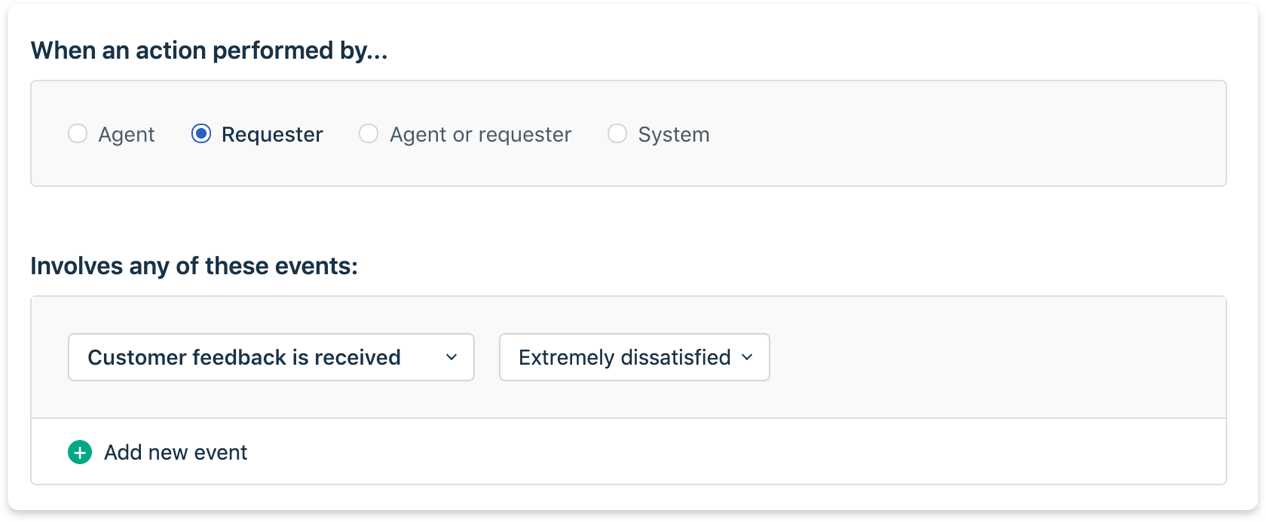 When an action performed by...
Agent Requester Agent or requester System
Involves any of these events:
Customer feedback is received Extremely dissatisfied
Add new event